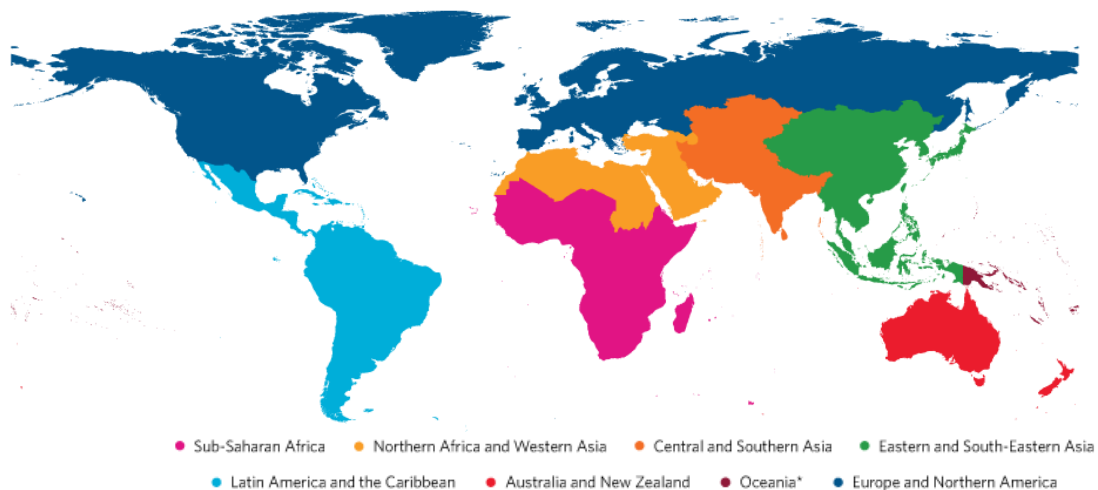 Sub-Saharan Africa Northern Africa and Western Asia Central and Southern Asia Eastern and South-Eastern Asia
Latin America and the Caribbean Australia and New Zealand Oceania* Europe and Northern America